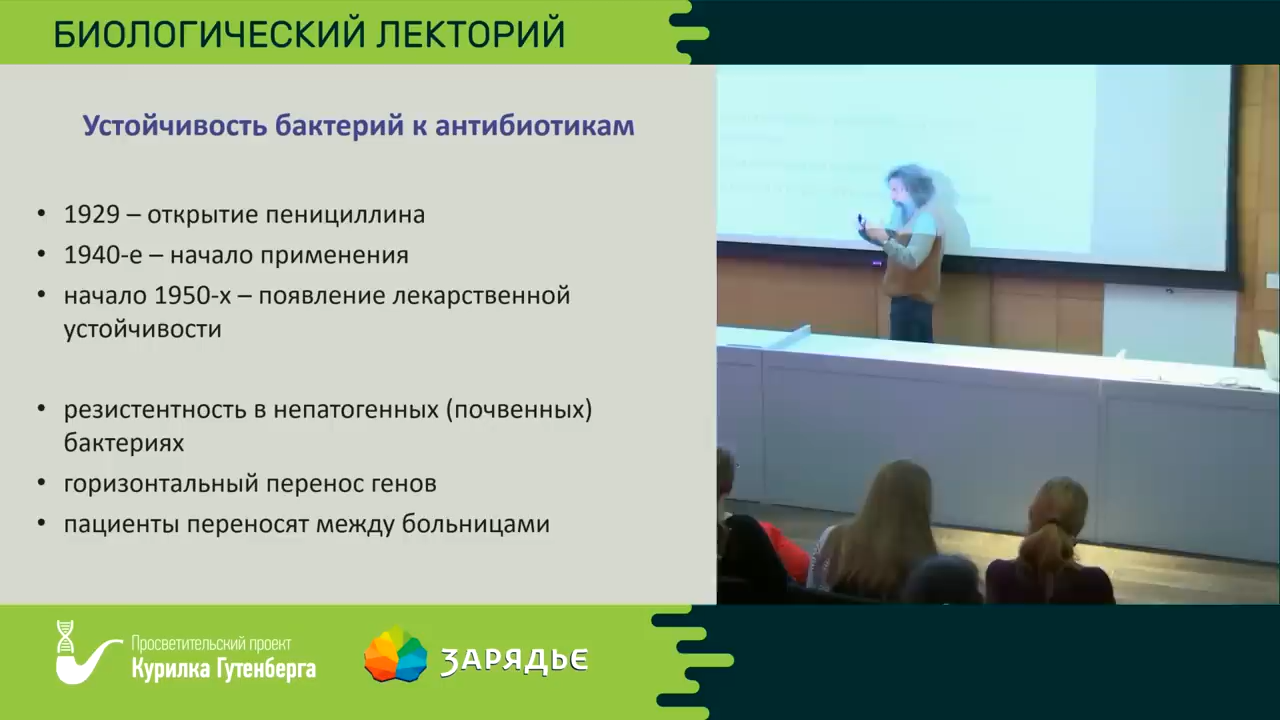 БИОЛОГИЧЕСКИЙ ЛЕКТОРИЙ
Устойчивость бактерий к антибиотикам
• 1929 – открытие пенициллина
• 1940-е – начало применения
• начало 1950-х – появление лекарственной
устойчивости
• резистентность в непатогенных (почвенных)
бактериях
• горизонтальный перенос генов
• пациенты переносят между больницами
Просветительский проект
Курилка Гутенберга
ЗАРЯДЬЕ